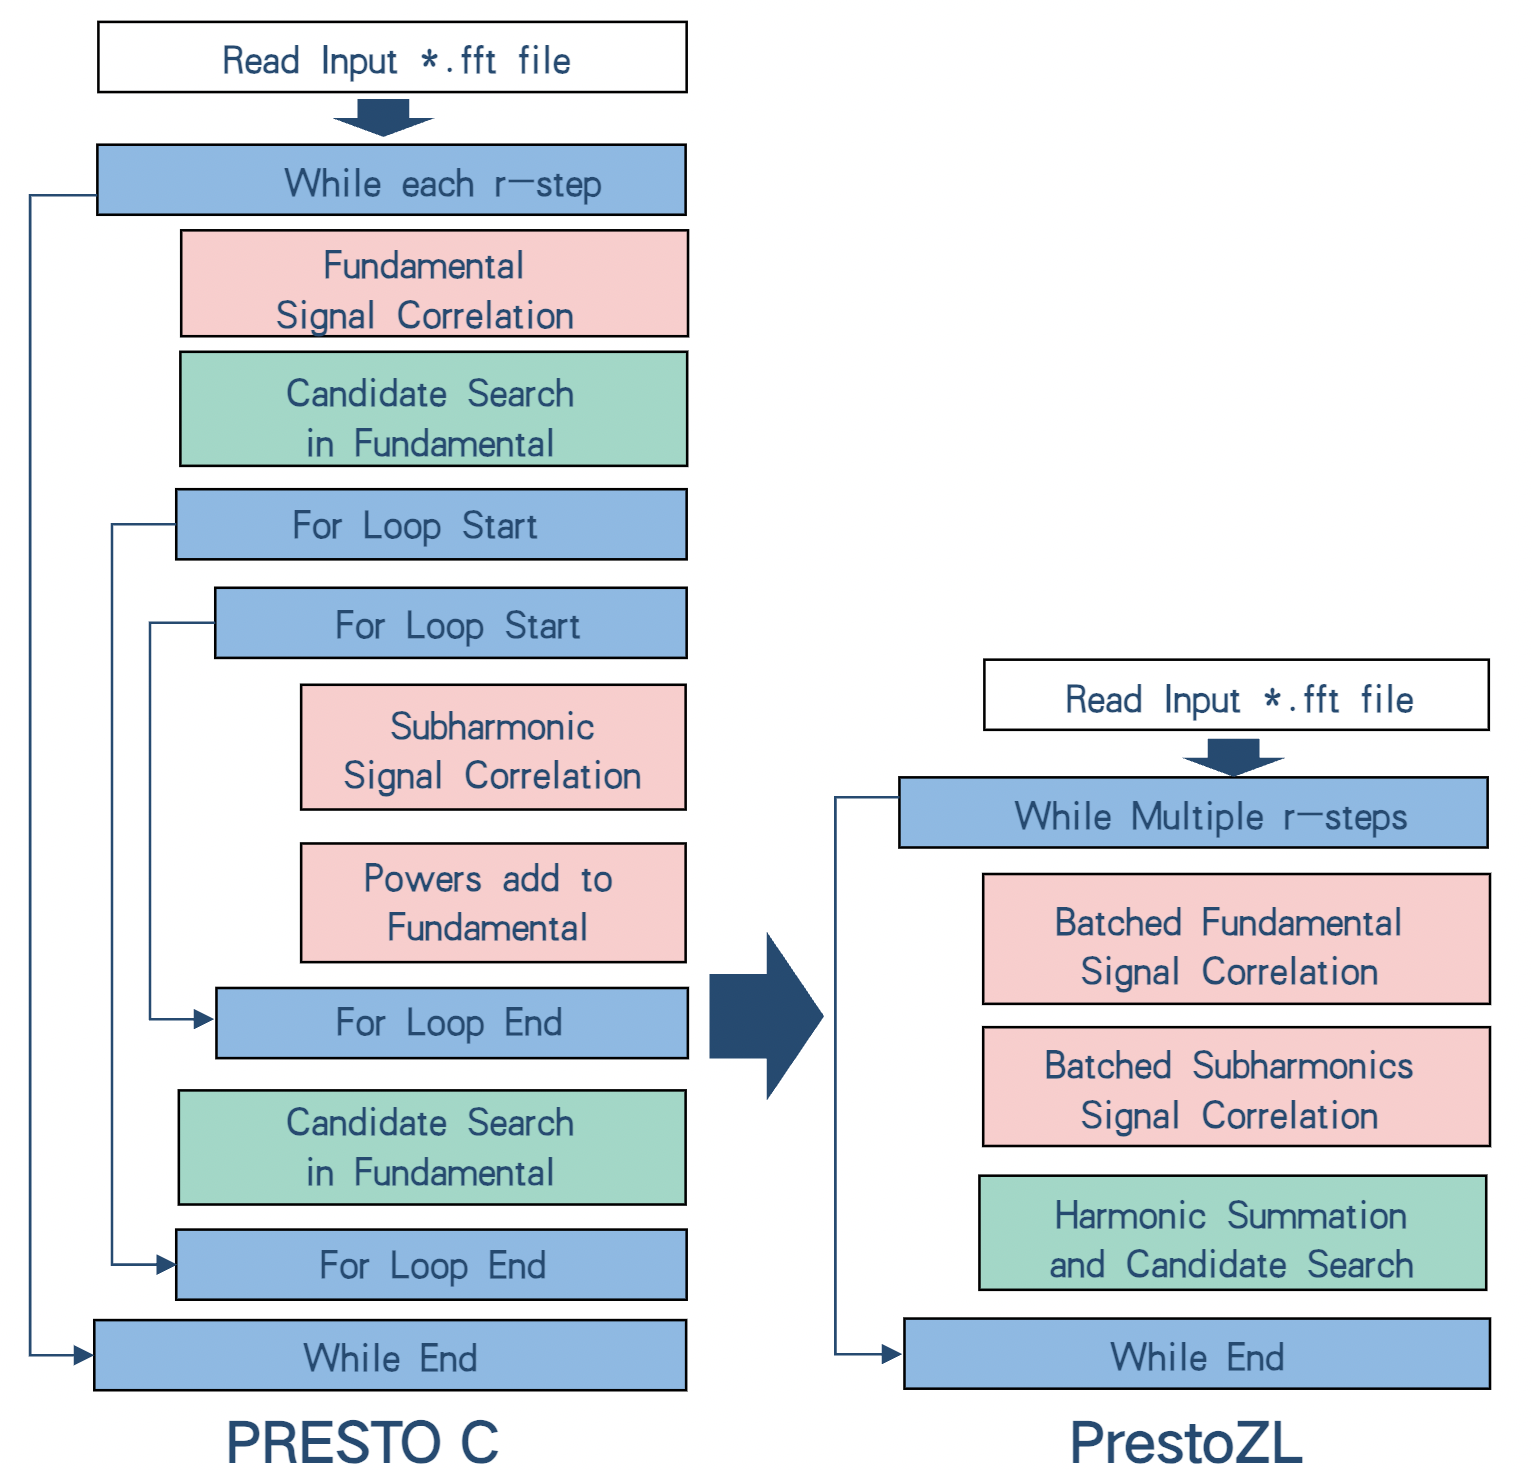 Read Input *.fft file
While each r-step
Fundamental
Signal Correlation
Candidate Search
in Fundamental
For Loop Start
For Loop Start
Subharmonic
Signal Correlation
Powers add to
Fundamental
For Loop End
Candidate Search
in Fundamental
For Loop End
While End
PRESTO C
Read Input *.fft file
While Multiple r-steps
Batched Fundamental
Signal Correlation
Batched Subharmonics
Signal Correlation
Harmonic Summation
and Candidate Search
While End
PrestoZL